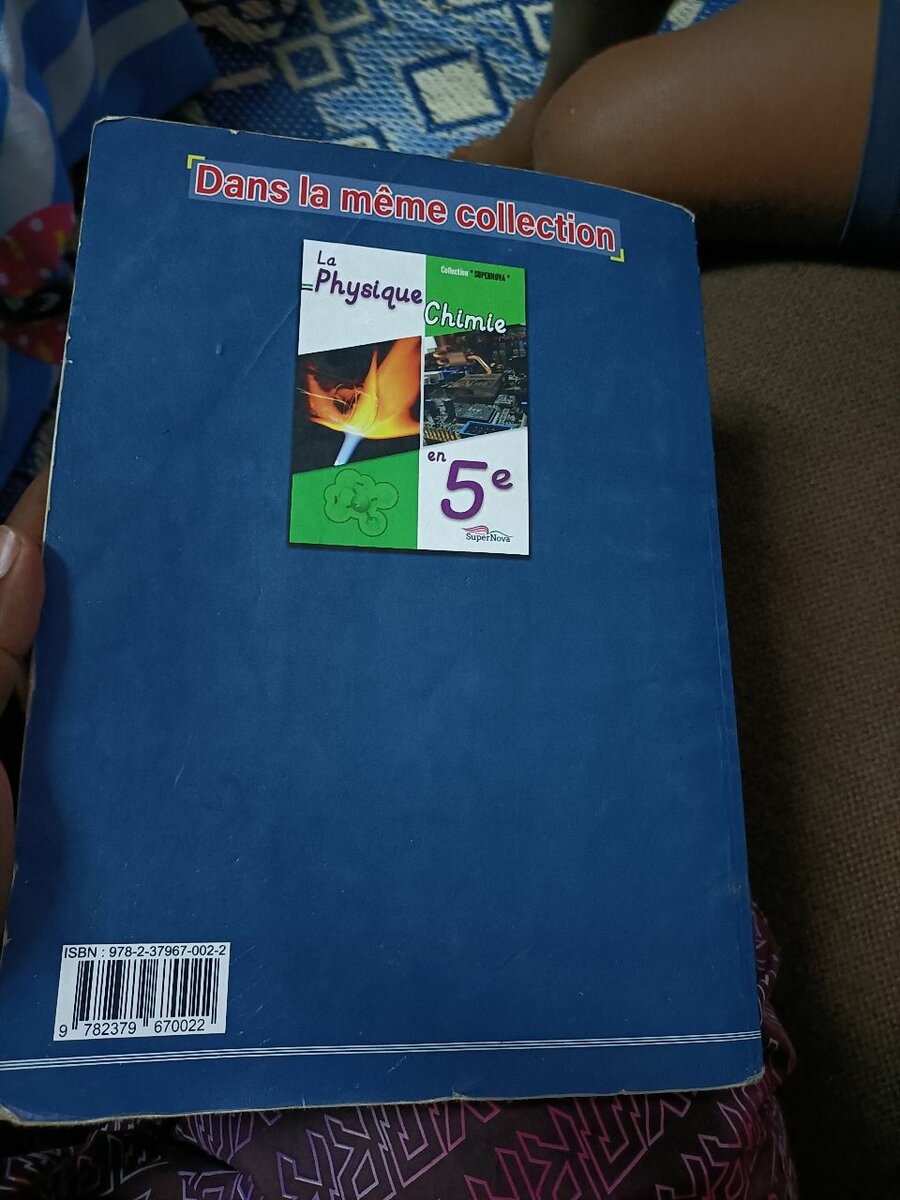 Dans la même collection
La
Physique
Collection "SUPERNOVA"
Chimie
en
5e
SuperNova
ISBN : 978-2-37967-002-2
9 782379 670022